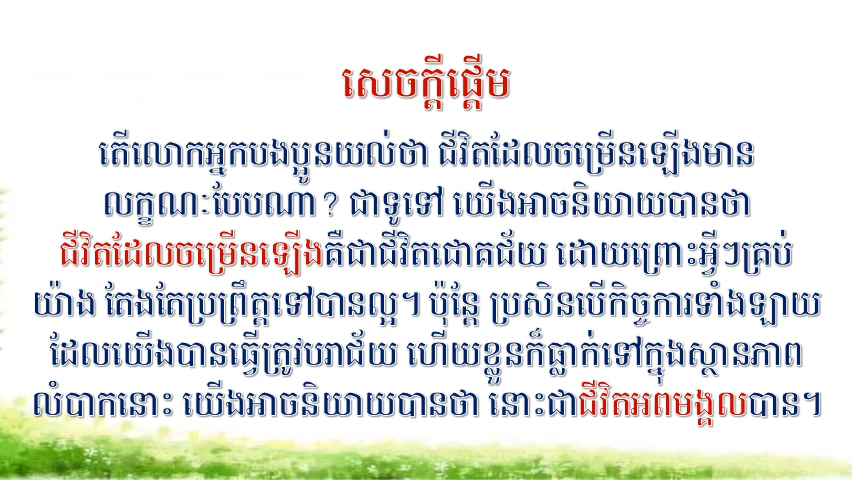 សេចក្តីផ្តើម
តើលោកអ្នកបងប្អូនយល់ថា ជីវិតដែលចម្រើនឡើងមាន
លក្ខណៈបែបណា? ជាទូទៅ យើងអាចនិយាយបានថា
ជីវិតដែលចម្រើនឡើងគឺជាជីវិតជោគជ័យ ដោយព្រោះអ្វីៗគ្រប់
យ៉ាង តែងតែប្រព្រឹត្តទៅបានល្អ។ ប៉ុន្តែ ប្រសិនបើកិច្ចការទាំងឡាយ
ដែលយើងបានធ្វើត្រូវបរាជ័យ ហើយខ្លួនក៏ធ្លាក់ទៅក្នុងស្ថានភាព
លំបាកនោះ យើងអាចនិយាយបានថា នោះជាជីវិតអពមង្គលបាន។